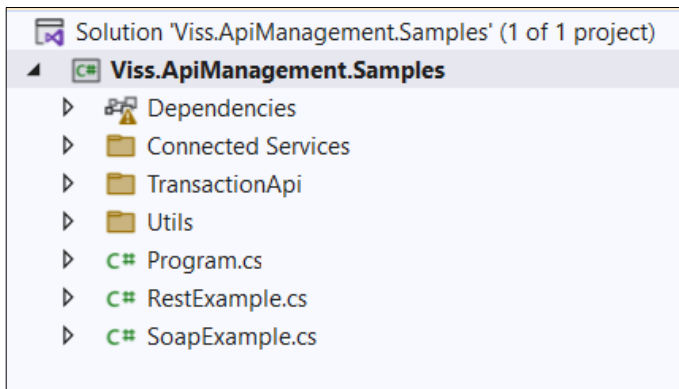 Solution 'Viss.ApiManagement.Samples' (1 of 1 project)
C# Viss.ApiManagement.Samples
Dependencies
Connected Services
TransactionApi
Utils
C# Program.cs
C# RestExample.cs
C# SoapExample.cs